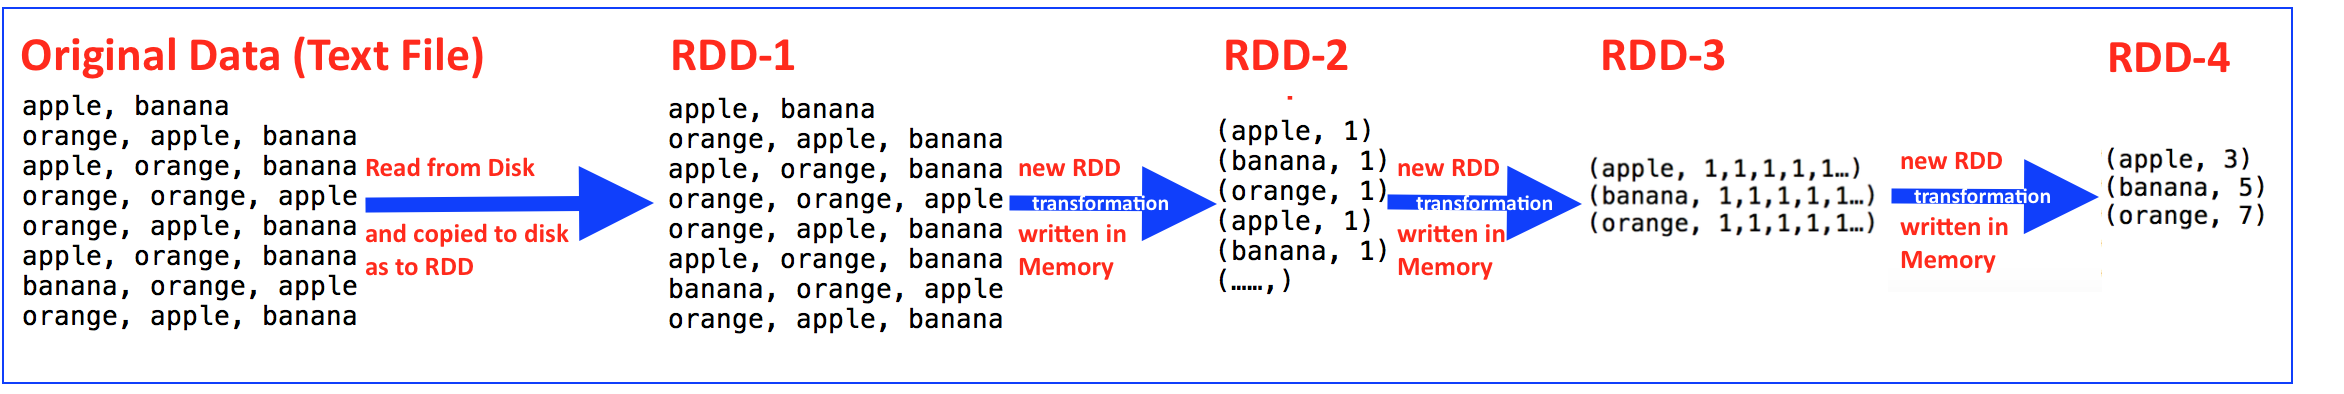 Original Data (Text File)
apple, banana
orange, apple, banana
apple, orange, banana
orange, orange, apple
orange, apple, banana
apple, orange, banana
banana, orange, apple
orange, apple, banana
Read from Disk
and copied to disk
as to RDD
RDD-1
apple, banana
orange, apple, banana
apple, orange, banana
orange, orange, apple
orange, apple, banana
apple, orange, banana
banana, orange, apple
orange, apple, banana
new RDD
transformation
written in
Memory
RDD-2
(apple, 1)
(banana, 1)
(orange, 1)
(apple, 1)
(banana, 1)
(……,)
new RDD
transformation
written in
Memory
RDD-3
(apple, 1,1,1,1,1…)
(banana, 1,1,1,1,1…)
(orange, 1,1,1,1,1…)
new RDD
transformation
written in
Memory
RDD-4
(apple, 3)
(banana, 5)
(orange, 7)